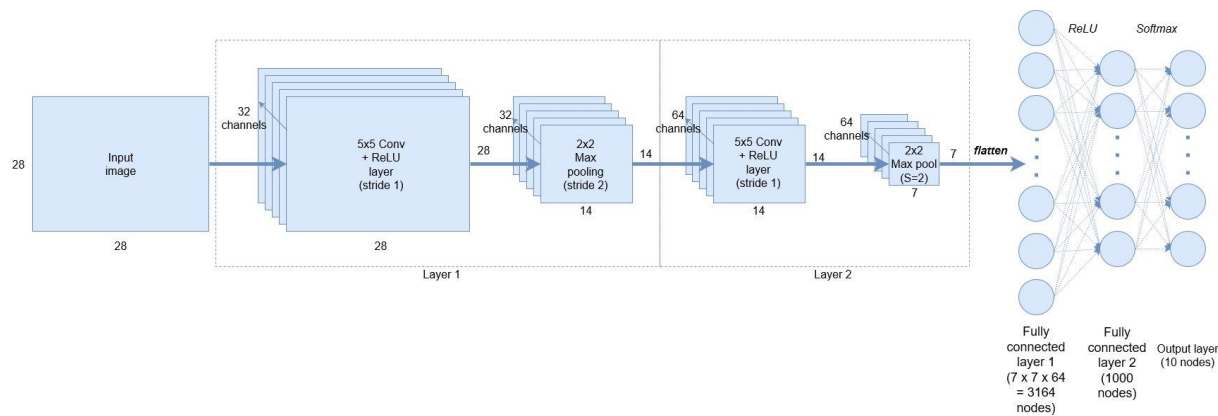 28
Input
image
28
32
channels
5x5 Conv
+ ReLU
layer
(stride 1)
28
28
32
channels
2x2
Max
pooling
(stride 2)
14
14
Layer 1
64
channels
5x5 Conv
+ ReLU
layer
(stride 1)
14
14
64
channels
2x2
Max pool
(S=2)
7
7
Layer 2
flatten
ReLU
Softmax
Fully
connected
layer 1
(7 x 7 x 64
= 3164
nodes)
Fully
connected
layer 2
(1000
nodes)
Output layer
(10 nodes)